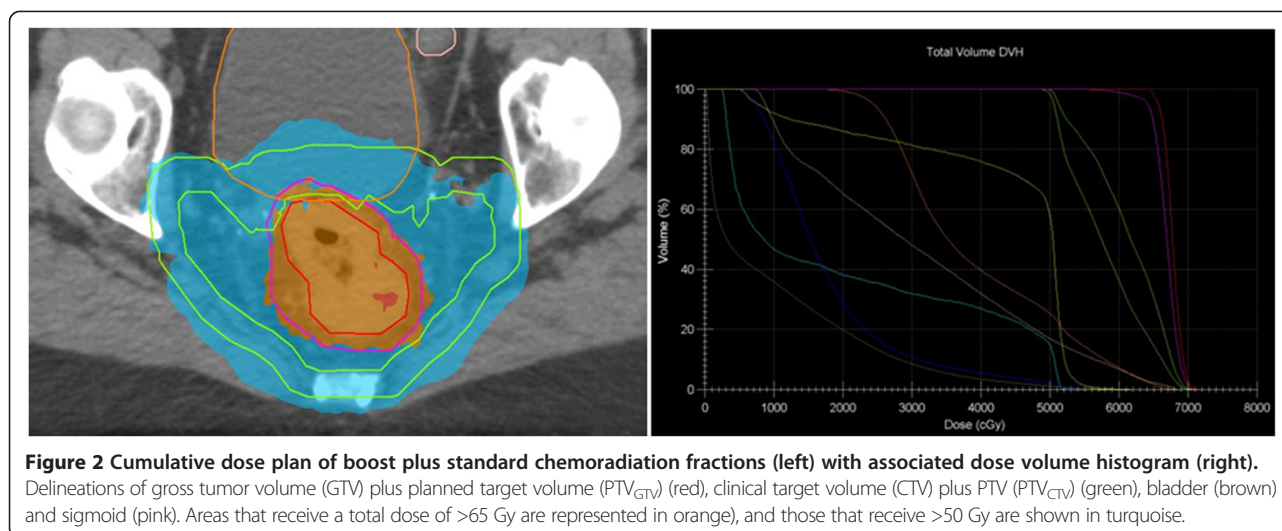 Total Volume DVH
100
80
60
40
20
0
Volume (%)
0 1000 2000 3000 4000 5000 6000 7000 8000
Dose (cGy)
Figure 2 Cumulative dose plan of boost plus standard chemoradiation fractions (left) with associated dose volume histogram (right).
Delineations of gross tumor volume (GTV) plus planned target volume (PTV_GTV) (red), clinical target volume (CTV) plus PTV (PTV_CTV) (green), bladder (brown)
and sigmoid (pink). Areas that receive a total dose of >65 Gy are represented in orange), and those that receive >50 Gy are shown in turquoise.